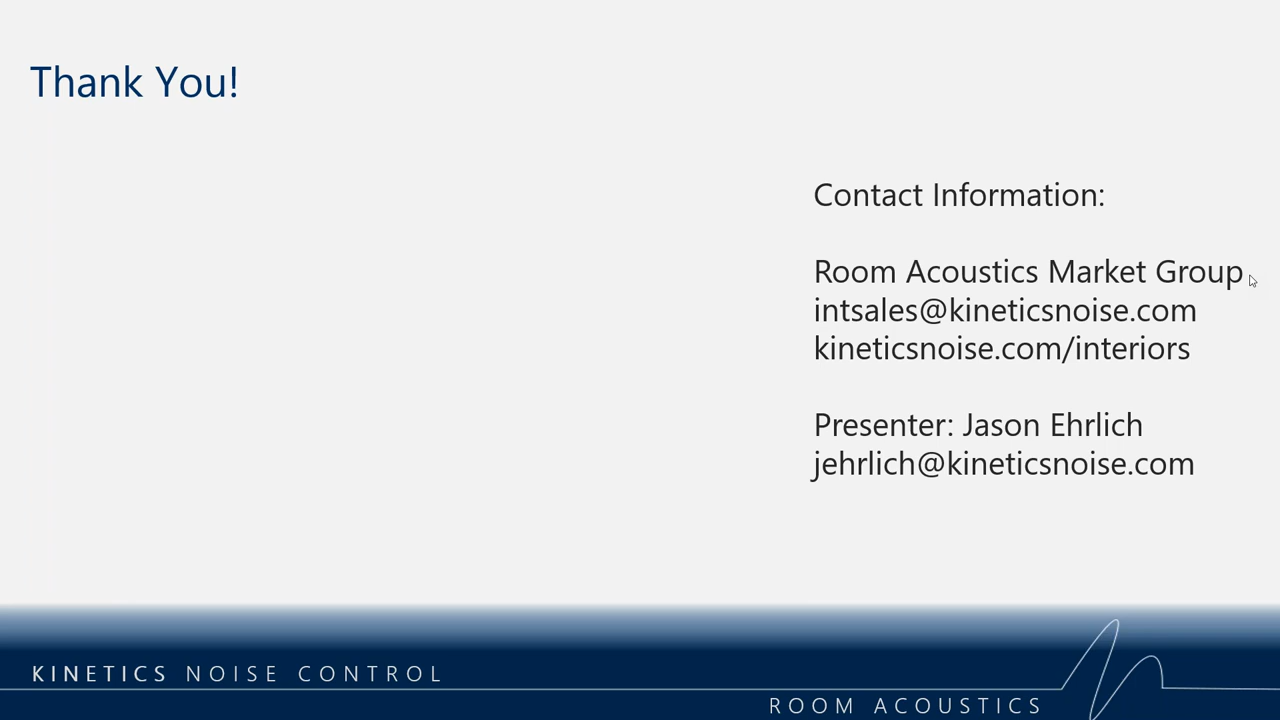 Thank You!
Contact Information:
Room Acoustics Market Group
intsales@kineticsnoise.com
kineticsnoise.com/interiors
Presenter: Jason Ehrlich
jehrlich@kineticsnoise.com
KINETICS NOISE CONTROL
ROOM ACOUSTICS